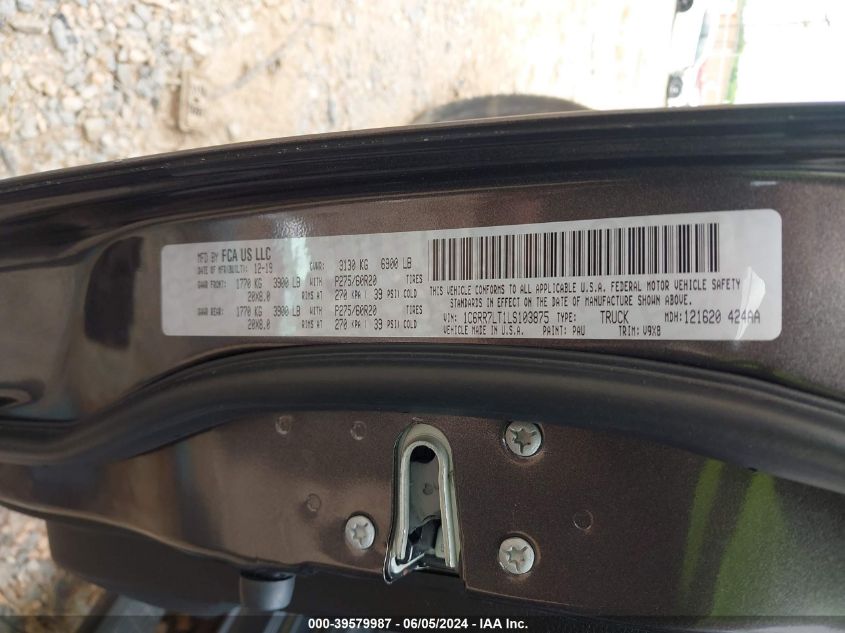 MFD BY FCA US LLC
DATE OF MFR(BUILT): 12-19 GVWR: 3130 KG 6900 LB
GAWR FRONT: 1770 KG 3900 LB WITH P275/60R20 TIRES
20X8.0 RIMS AT 270 KPA( 39 PSI) COLD
GAWR REAR: 1770 KG 3900 LB WITH P275/60R20 TIRES
20X8.0 RIMS AT 270 KPA( 39 PSI) COLD
THIS VEHICLE CONFORMS TO ALL APPLICABLE U.S.A. FEDERAL MOTOR VEHICLE SAFETY
STANDARDS IN EFFECT ON THE DATE OF MANUFACTURE SHOWN ABOVE.
VIN: 1C6RR7LT1LS103875 TYPE: TRUCK MDH: 121620 424AA
VEHICLE MADE IN U.S.A. PAINT: PAU TRIM: V9X8
000-39579987 - 06/05/2024 - IAA Inc.